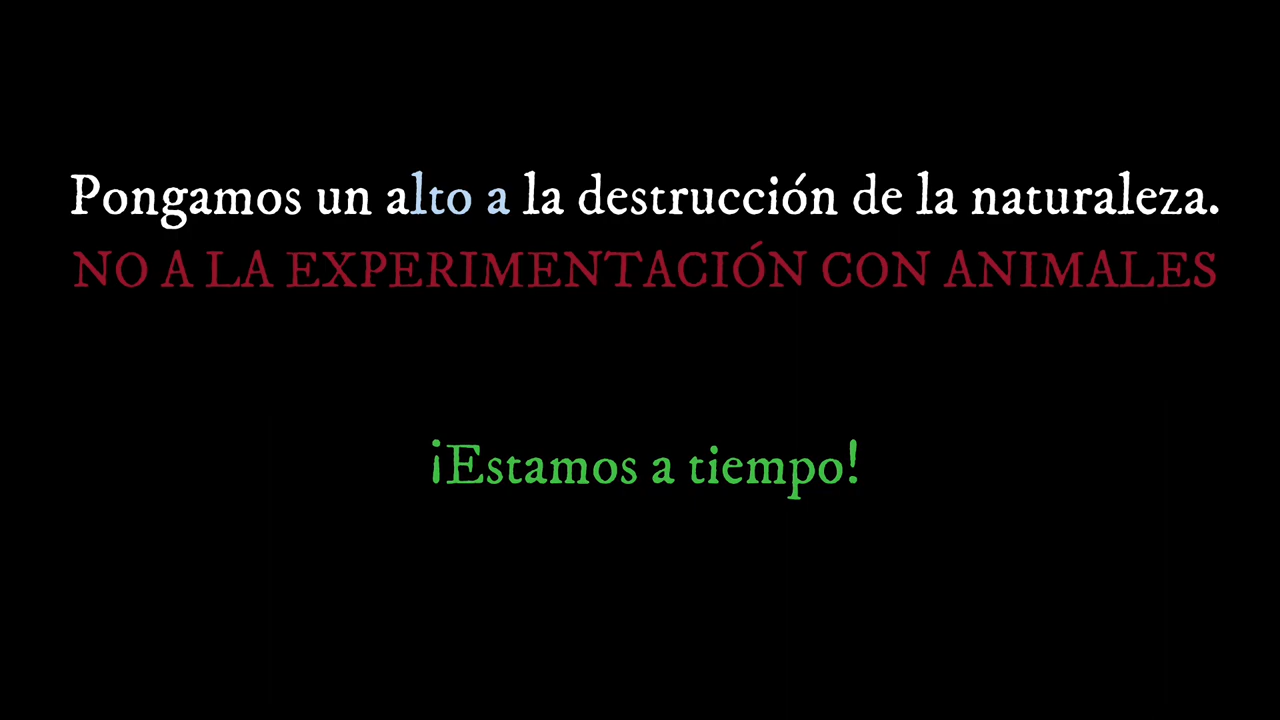 Pongamos un alto a la destrucción de la naturaleza.
NO A LA EXPERIMENTACIÓN CON ANIMALES
¡Estamos a tiempo!